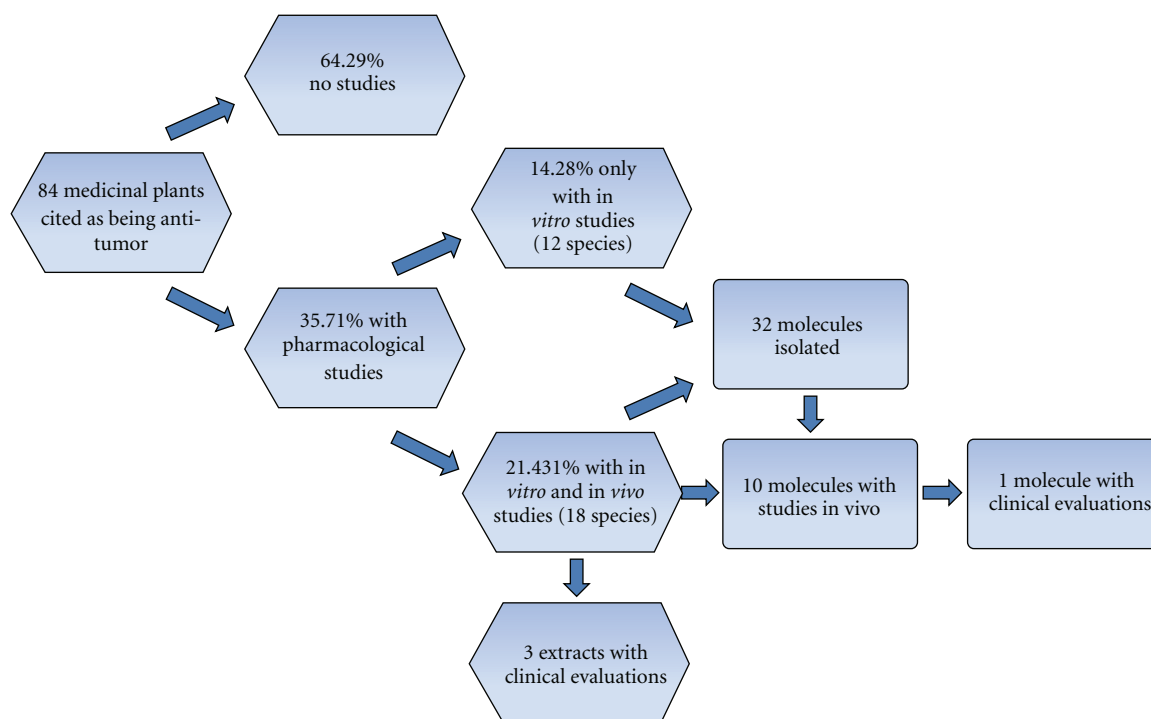 64.29%
no studies
84 medicinal plants
cited as being anti-
tumor
14.28% only
with in
vitro studies
(12 species)
35.71% with
pharmacological
studies
32 molecules
isolated
21.431% with in
vitro and in vivo
studies (18 species)
10 molecules with
studies in vivo
1 molecule with
clinical evaluations
3 extracts with
clinical evaluations